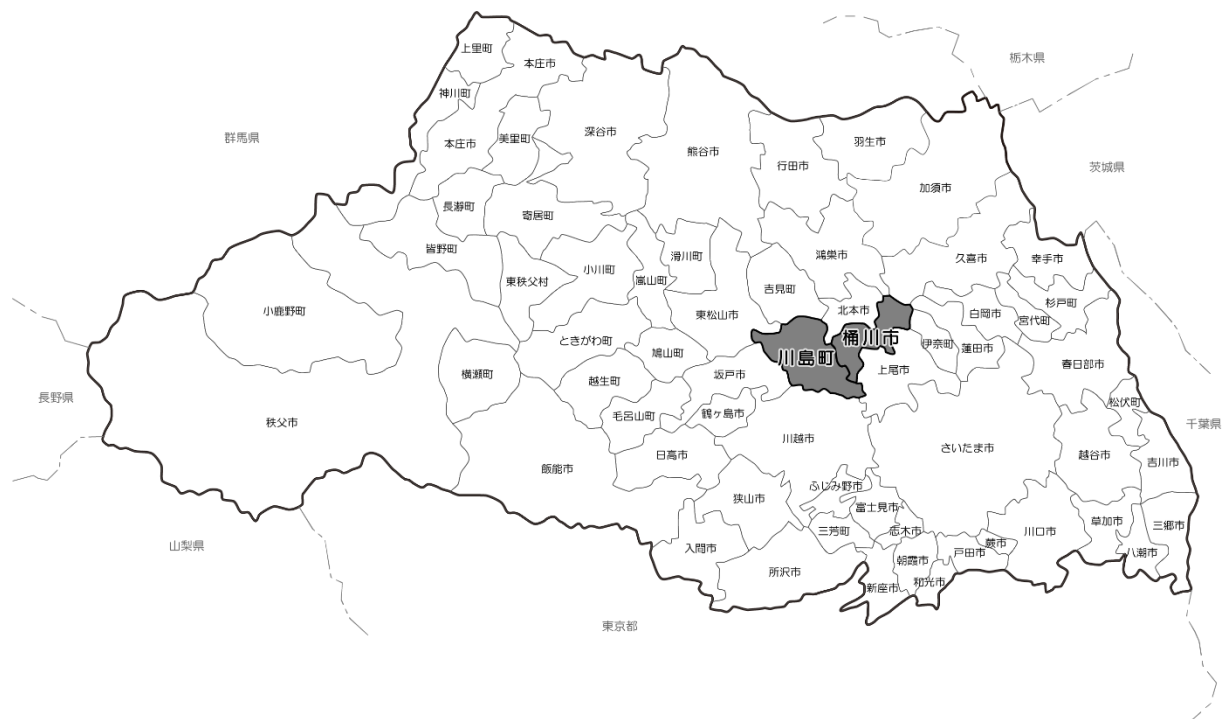 上里町
本庄市
栃木県
神川町
群馬県
本庄市
美里町
深谷市
熊谷市
行田市
羽生市
加須市
茨城県
長瀞町
寄居町
皆野町
東秩父村
小川町
嵐山町
滑川町
吉見町
鴻巣市
久喜市
幸手市
小鹿野町
東松山市
北本市
桶川市
白岡市
宮代町
杉戸町
ときがわ町
鳩山町
川島町
伊奈町
蓮田市
横瀬町
越生町
坂戸市
上尾市
春日部市
長野県
秩父市
毛呂山町
鶴ヶ島市
松伏町
千葉県
飯能市
日高市
川越市
さいたま市
越谷市
吉川市
狭山市
ふじみ野市
富士見市
三芳町
志木市
川口市
草加市
三郷市
山梨県
入間市
所沢市
朝霞市
戸田市
蕨市
八潮市
新座市
和光市
東京都